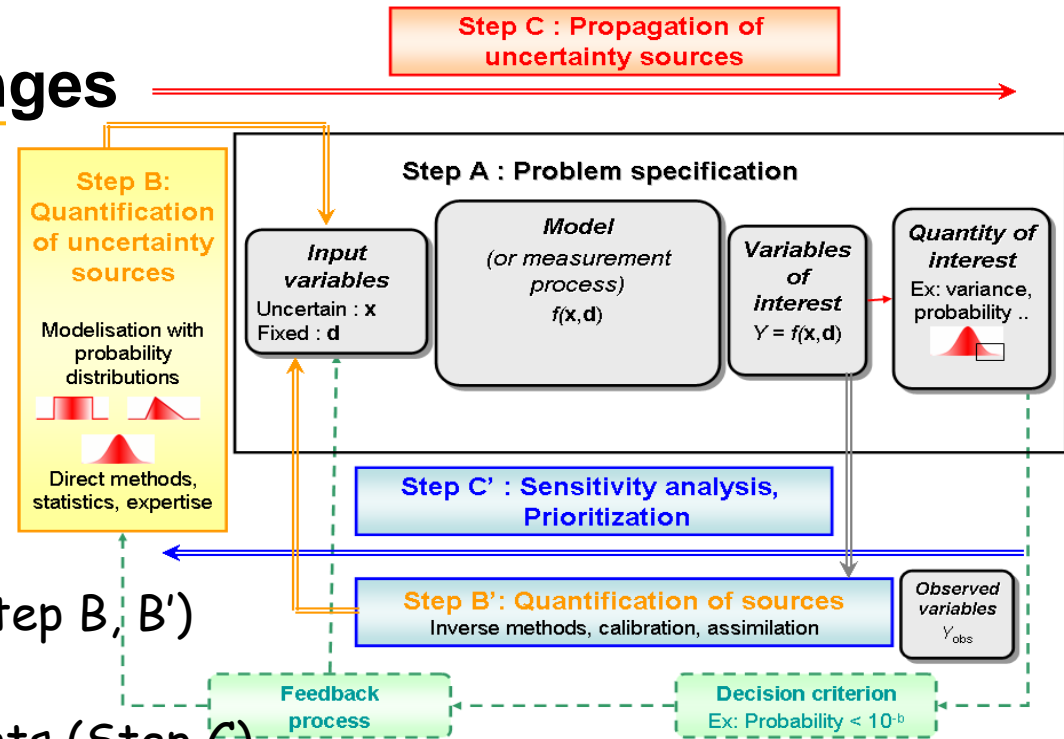 Step C : Propagation of
uncertainty sources
Step A : Problem specification
Step B:
Quantification
of uncertainty
sources
Modelisation with
probability
distributions
Direct methods,
statistics, expertise
Input
variables
Uncertain : x
Fixed : d
Model
(or measurement
process)
f(x,d)
Variables
of
interest
Y = f(x,d)
Quantity of
interest
Ex: variance,
probability ..
Step C' : Sensitivity analysis,
Prioritization
Step B': Quantification of sources
Inverse methods, calibration, assimilation
Observed
variables
Yobs
tep B, B')
Feedback
process
Decision criterion
Ex: Probability < 10-b
(Step C)